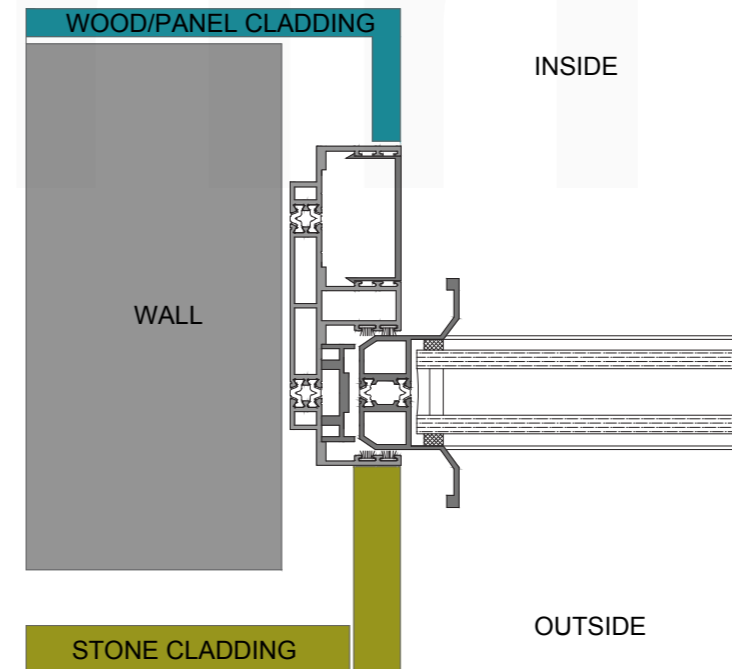 WOOD/PANEL CLADDING
INSIDE
WALL
OUTSIDE
STONE CLADDING